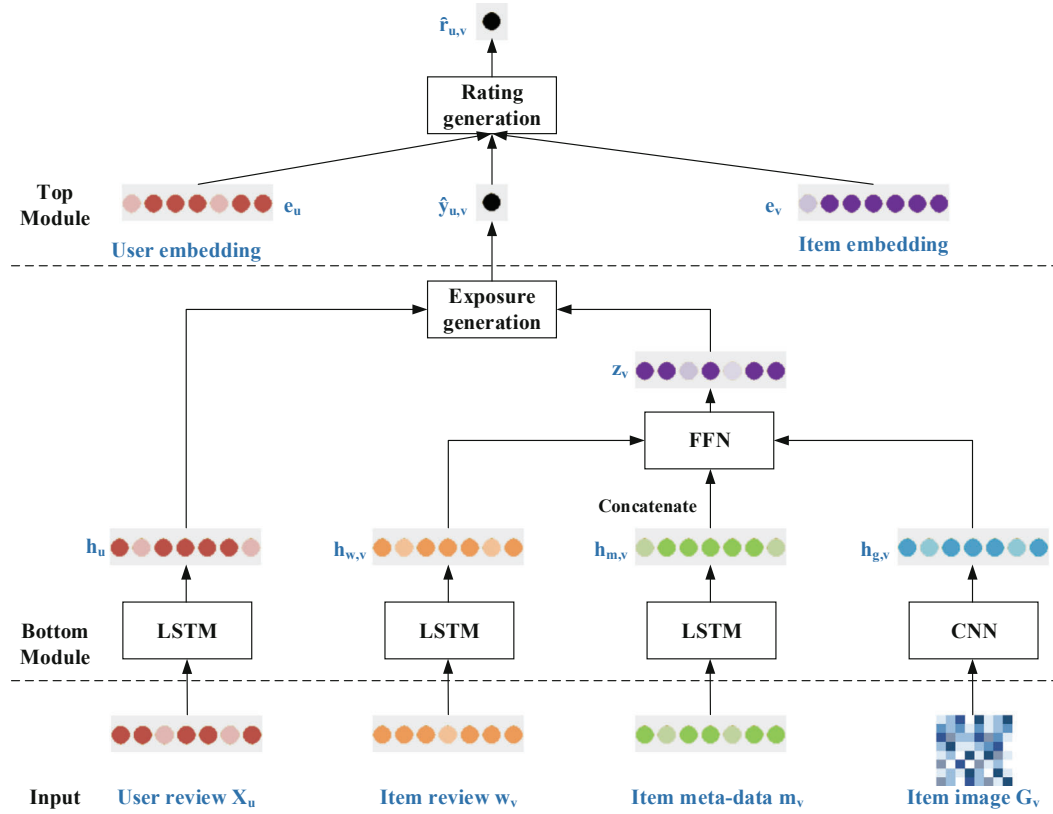 r̂u,v
Rating
generation
Top
Module
eu
ŷu,v
ev
User embedding
Item embedding
Exposure
generation
zv
FFN
Concatenate
hu
hw,v
hm,v
hg,v
Bottom
Module
LSTM
LSTM
LSTM
CNN
Input
User review Xu
Item review wv
Item meta-data mv
Item image Gv